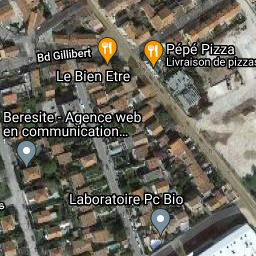 Bd Gillibert
Pépé Pizza
Livraison de pizzas
Le Bien Etre
Beresite - Agence web
en communication...
Laboratoire Pc Bio